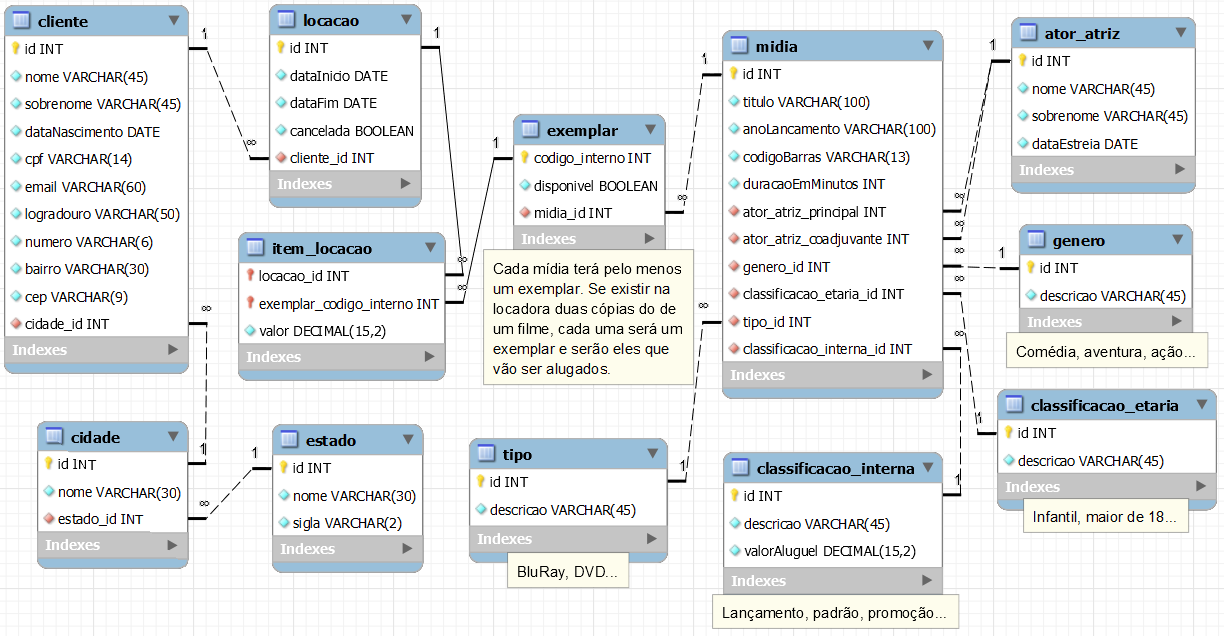 cliente
id INT
nome VARCHAR(45)
sobrenome VARCHAR(45)
dataNascimento DATE
cpf VARCHAR(14)
email VARCHAR(60)
logradouro VARCHAR(50)
numero VARCHAR(6)
bairro VARCHAR(30)
cep VARCHAR(9)
cidade_id INT
Indexes
1
∞
locacao
id INT
dataInicio DATE
dataFim DATE
cancelada BOOLEAN
cliente_id INT
Indexes
1
∞
item_locacao
locacao_id INT
exemplar_codigo_interno INT
valor DECIMAL(15,2)
Indexes
∞
∞
exemplar
codigo_interno INT
disponivel BOOLEAN
midia_id INT
Indexes
1
∞
Cada mídia terá pelo menos
um exemplar. Se existir na
locadora duas cópias do de
um filme, cada uma será um
exemplar e serão eles que
vão ser alugados.
midia
id INT
titulo VARCHAR(100)
anoLancamento VARCHAR(100)
codigoBarras VARCHAR(13)
duracaoEmMinutos INT
ator_atriz_principal INT
ator_atriz_coadjuvante INT
genero_id INT
classificacao_etaria_id INT
tipo_id INT
classificacao_interna_id INT
Indexes
1
∞
∞
∞
∞
∞
∞
ator_atriz
id INT
nome VARCHAR(45)
sobrenome VARCHAR(45)
dataEstreia DATE
Indexes
1
genero
id INT
descricao VARCHAR(45)
Indexes
1
Comédia, aventura, ação...
classificacao_etaria
id INT
descricao VARCHAR(45)
Indexes
1
Infantil, maior de 18...
cidade
id INT
nome VARCHAR(30)
estado_id INT
Indexes
1
∞
estado
id INT
nome VARCHAR(30)
sigla VARCHAR(2)
Indexes
1
tipo
id INT
descricao VARCHAR(45)
Indexes
1
BluRay, DVD...
classificacao_interna
id INT
descricao VARCHAR(45)
valorAluguel DECIMAL(15,2)
Indexes
1
Lançamento, padrão, promoção...